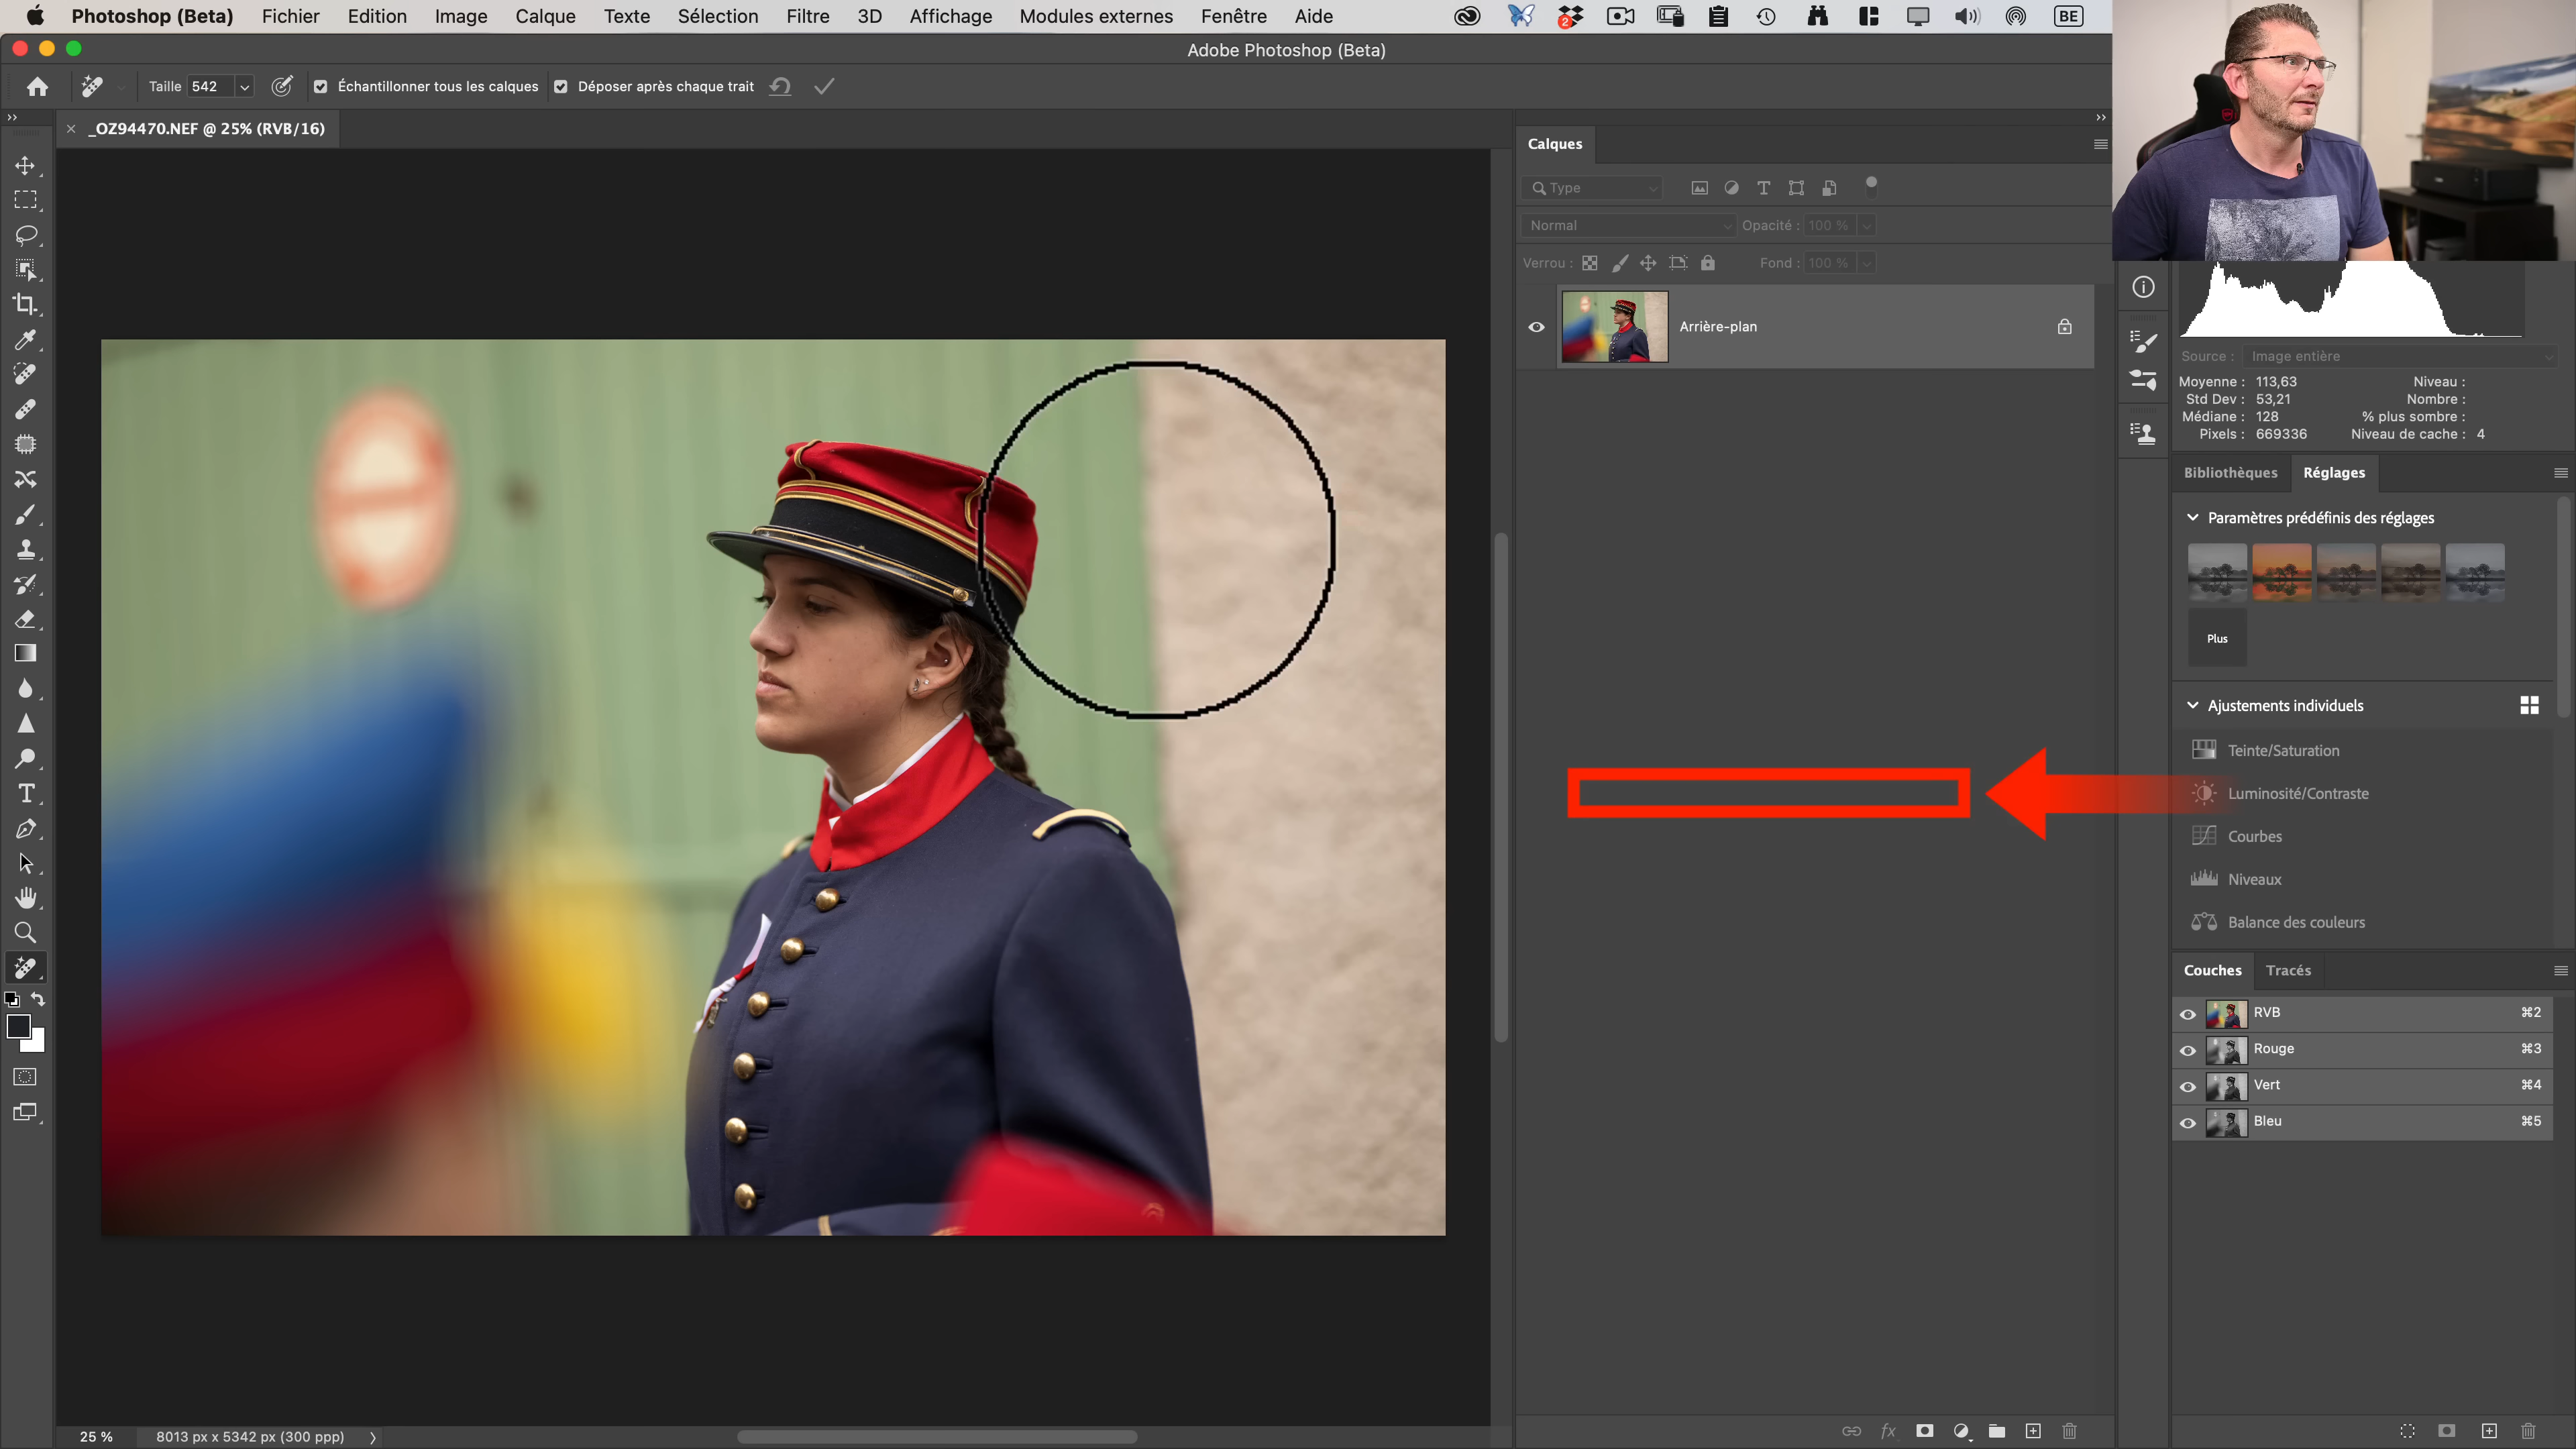 Photoshop (Beta) Fichier Edition Image Calque Texte Sélection Filtre 3D Affichage Modules externes Fenêtre Aide 2 BE
Adobe Photoshop (Beta)
Taille 542 Échantillonner tous les calques Déposer après chaque trait
_OZ94470.NEF @ 25% (RVB/16)
Calques
Type
Normal Opacité : 100 %
Verrou : Fond : 100 %
Arrière-plan
Source : Image entière
Moyenne : 113,63 Niveau :
Std Dev : 53,21 Nombre :
Médiane : 128 % plus sombre :
Pixels : 669336 Niveau de cache : 4
Bibliothèques Réglages
Paramètres prédéfinis des réglages
Plus
Ajustements individuels
Teinte/Saturation
Luminosité/Contraste
Courbes
Niveaux
Balance des couleurs
Couches Tracés
RVB ⌘2
Rouge ⌘3
Vert ⌘4
Bleu ⌘5
25 % 8013 px x 5342 px (300 ppp)
fx